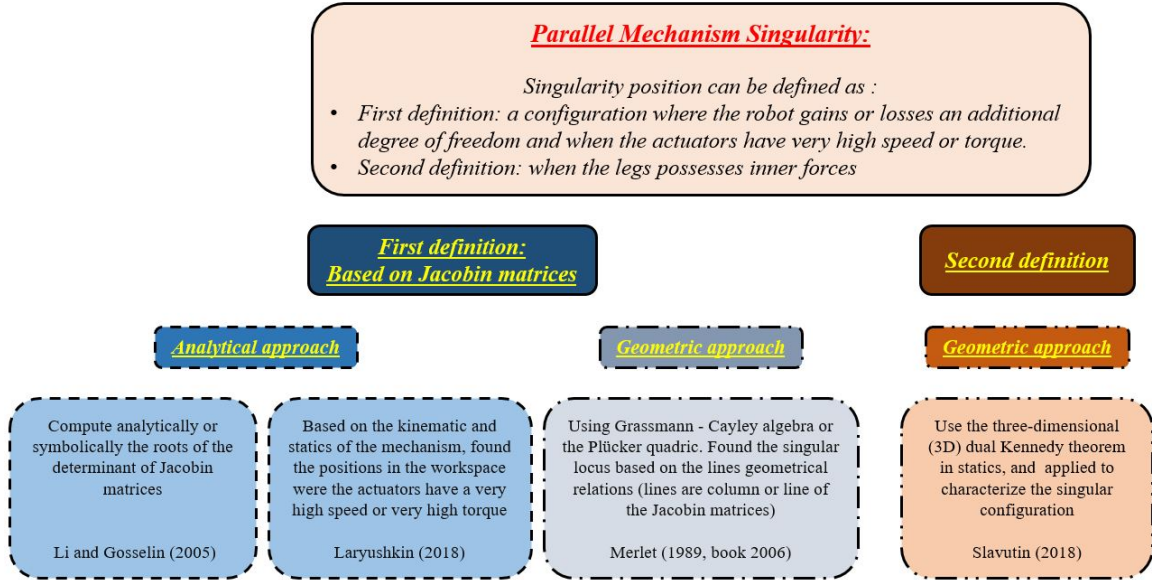 Parallel Mechanism Singularity:
Singularity position can be defined as :
• First definition: a configuration where the robot gains or losses an additional
degree of freedom and when the actuators have very high speed or torque.
• Second definition: when the legs possesses inner forces
First definition:
Based on Jacobin matrices
Second definition
Analytical approach
Geometric approach
Geometric approach
Compute analytically or
symbolically the roots of the
determinant of Jacobin
matrices
Li and Gosselin (2005)
Based on the kinematic and
statics of the mechanism, found
the positions in the workspace
were the actuators have a very
high speed or very high torque
Laryushkin (2018)
Using Grassmann - Cayley algebra or
the Plücker quadric. Found the singular
locus based on the lines geometrical
relations (lines are column or line of
the Jacobin matrices)
Merlet (1989, book 2006)
Use the three-dimensional
(3D) dual Kennedy theorem
in statics, and applied to
characterize the singular
configuration
Slavutin (2018)